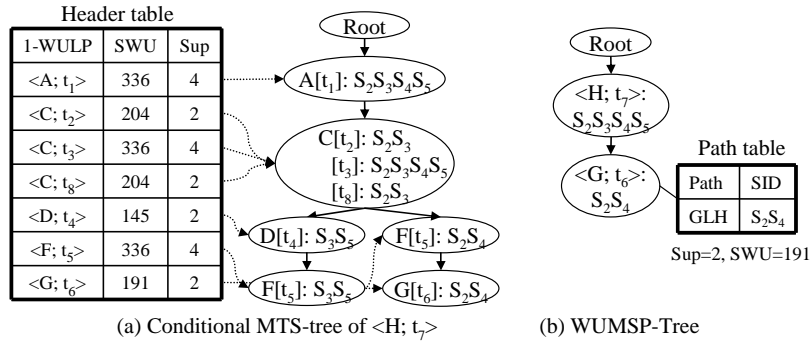 Header table
1-WULP SWU Sup
<A; t₁> 336 4
<C; t₂> 204 2
<C; t₃> 336 4
<C; t₈> 204 2
<D; t₄> 145 2
<F; t₅> 336 4
<G; t₆> 191 2
Root
A[t₁]: S₂S₃S₄S₅
C[t₂]: S₂S₃
[t₃]: S₂S₃S₄S₅
[t₈]: S₂S₃
D[t₄]: S₃S₅
F[t₅]: S₂S₄
F[t₅]: S₃S₅
G[t₆]: S₂S₄
(a) Conditional MTS-tree of <H; t₇>
Root
<H; t₇>:
S₂S₃S₄S₅
<G; t₆>:
S₂S₄
Path table
Path SID
GLH S₂S₄
Sup=2, SWU=191
(b) WUMSP-Tree